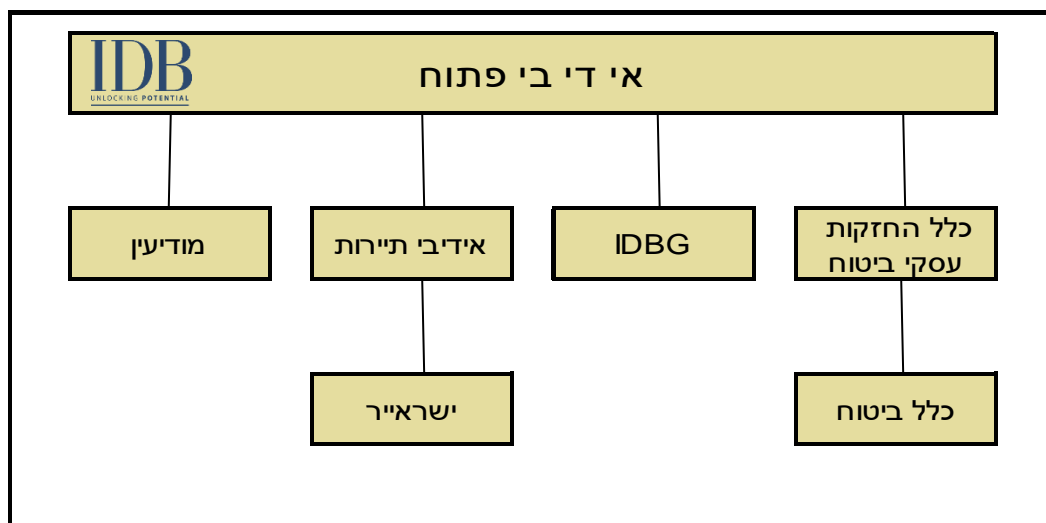 IDB
UNLOCKING POTENTIAL
אי די בי פתוח
כלל החזקות
עסקי ביטוח
IDBG
אידיבי תיירות
מודיעין
כלל ביטוח
ישראייר